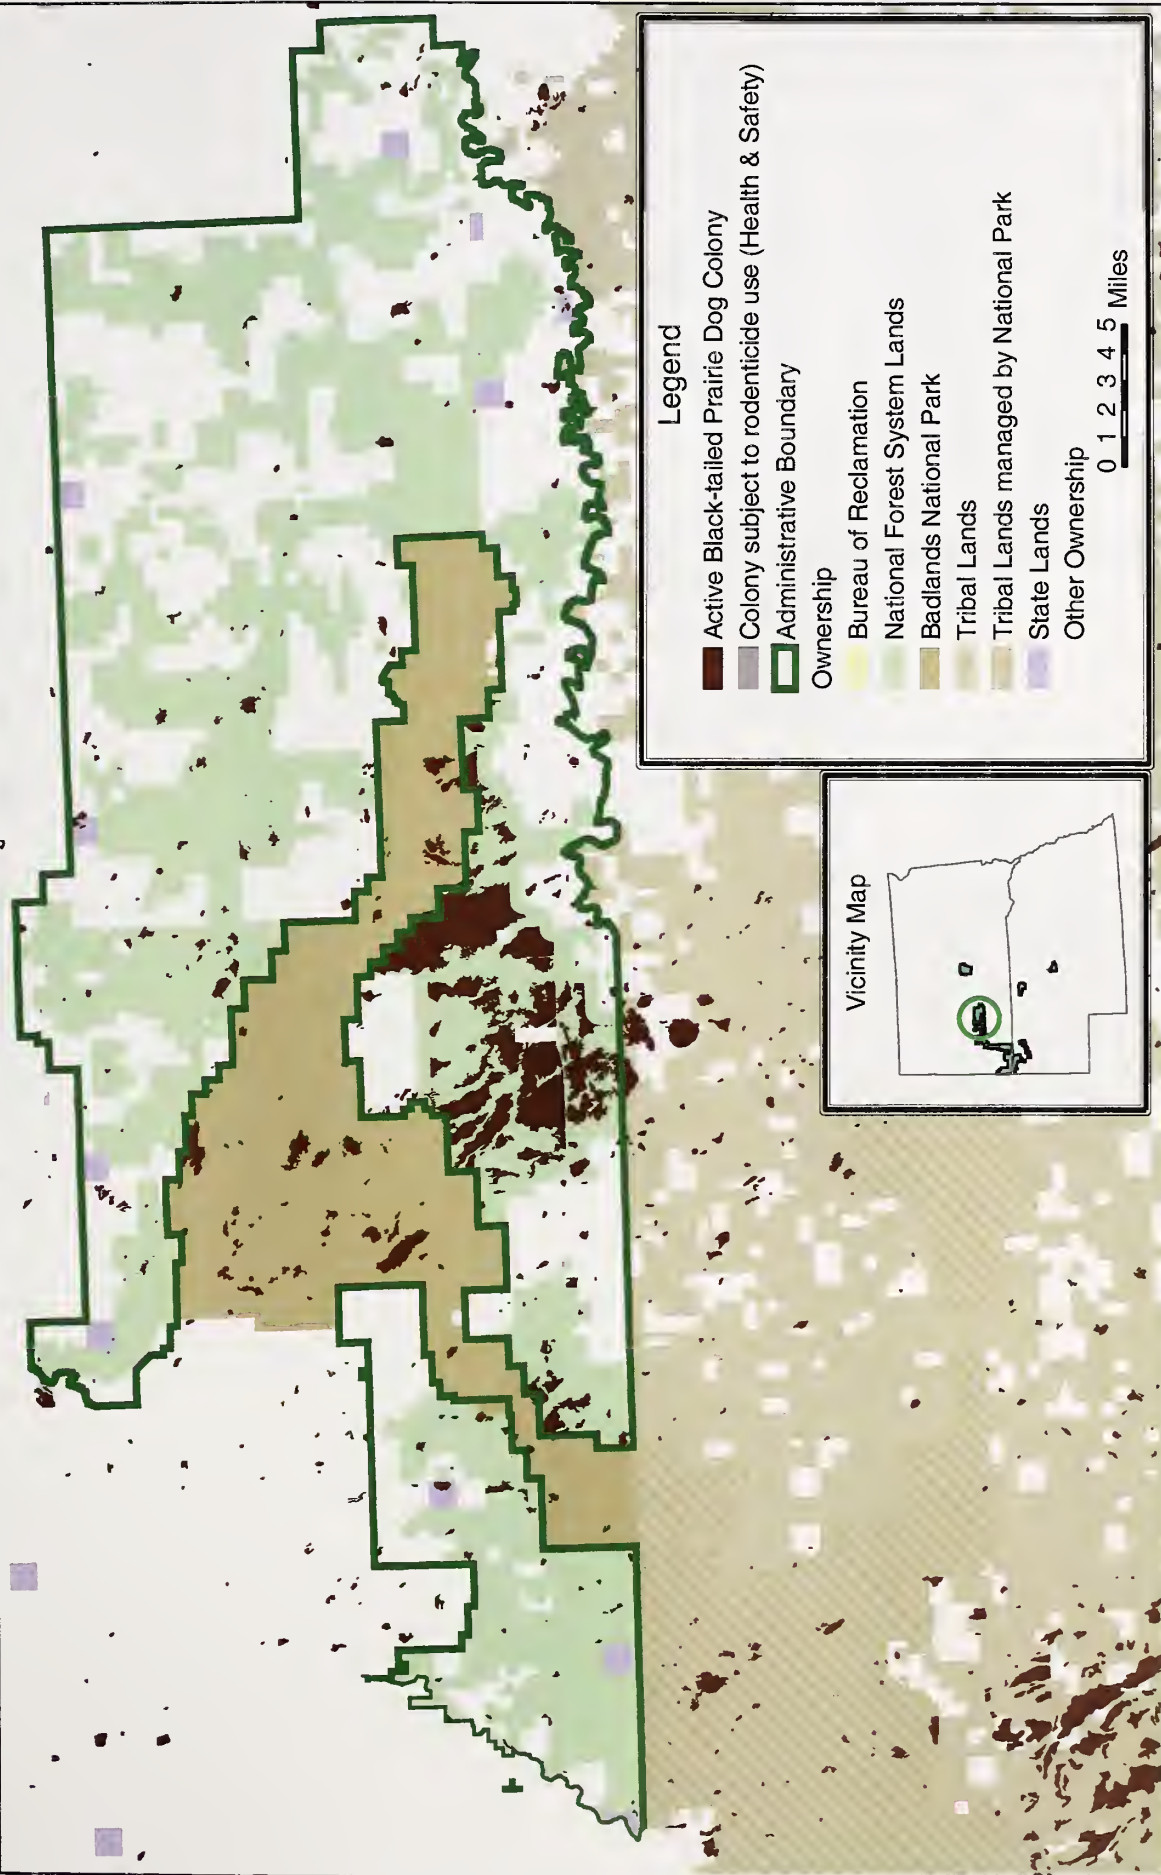 Legend
Active Black-tailed Prairie Dog Colony
Colony subject to rodenticide use (Health & Safety)
Administrative Boundary
Ownership
Bureau of Reclamation
National Forest System Lands
Badlands National Park
Tribal Lands
Tribal Lands managed by National Park
State Lands
Other Ownership
0 1 2 3 4 5 Miles
Vicinity Map